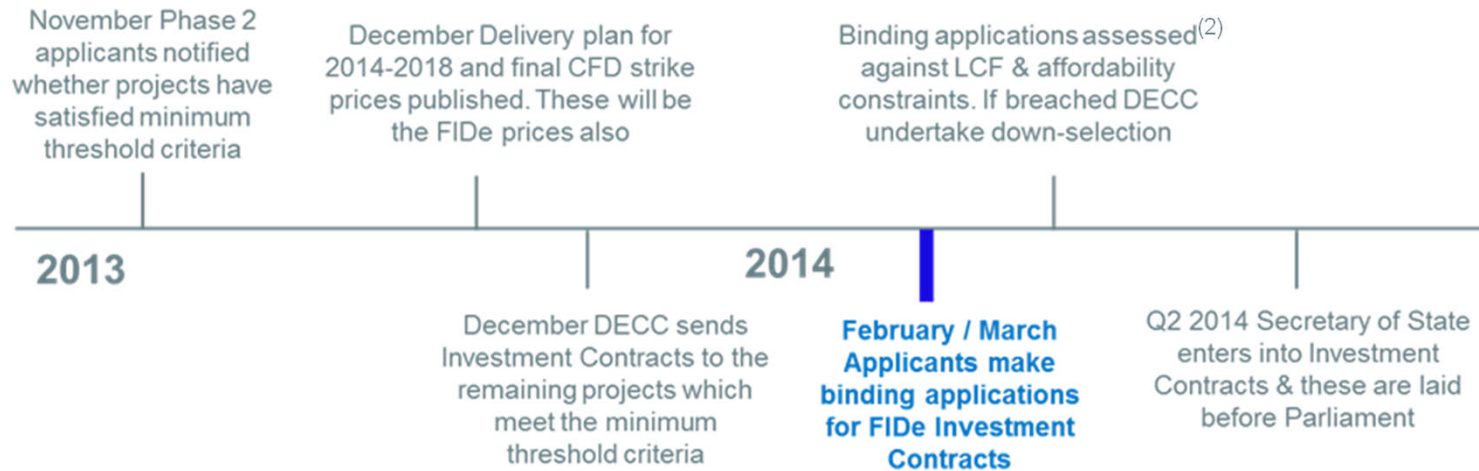 November Phase 2
applicants notified
whether projects have
satisfied minimum
threshold criteria
December Delivery plan for
2014-2018 and final CFD strike
prices published. These will be
the FIDe prices also
Binding applications assessed(2)
against LCF & affordability
constraints. If breached DECC
undertake down-selection
2013
2014
December DECC sends
Investment Contracts to the
remaining projects which
meet the minimum
threshold criteria
February / March
Applicants make
binding applications
for FIDe Investment
Contracts
Q2 2014 Secretary of State
enters into Investment
Contracts & these are laid
before Parliament